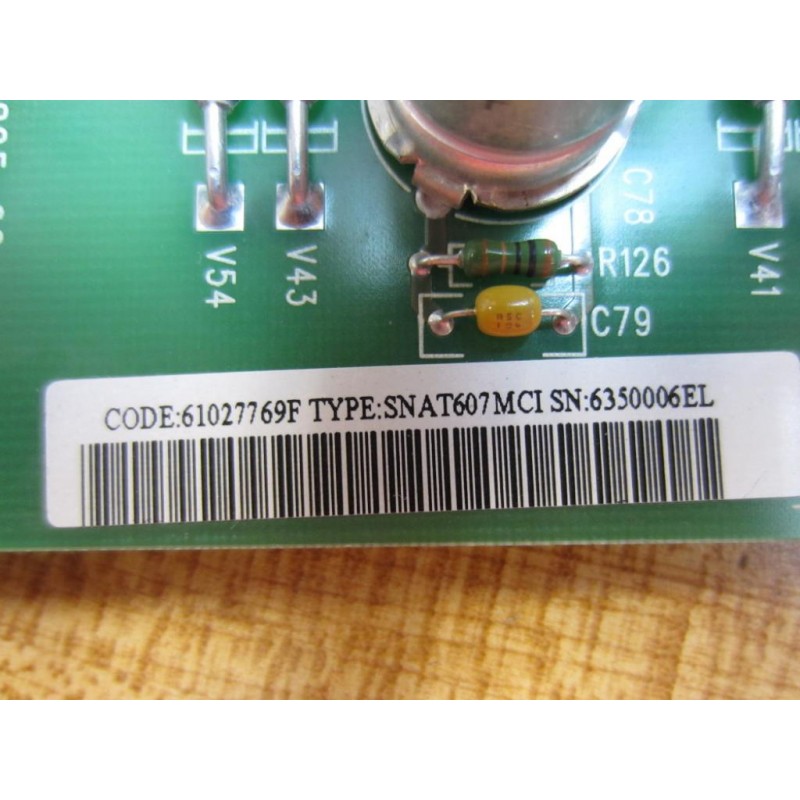 C78
V54
V43
R126
V41
C79
CODE:61027769F TYPE:SNAT607MCI SN:6350006EL